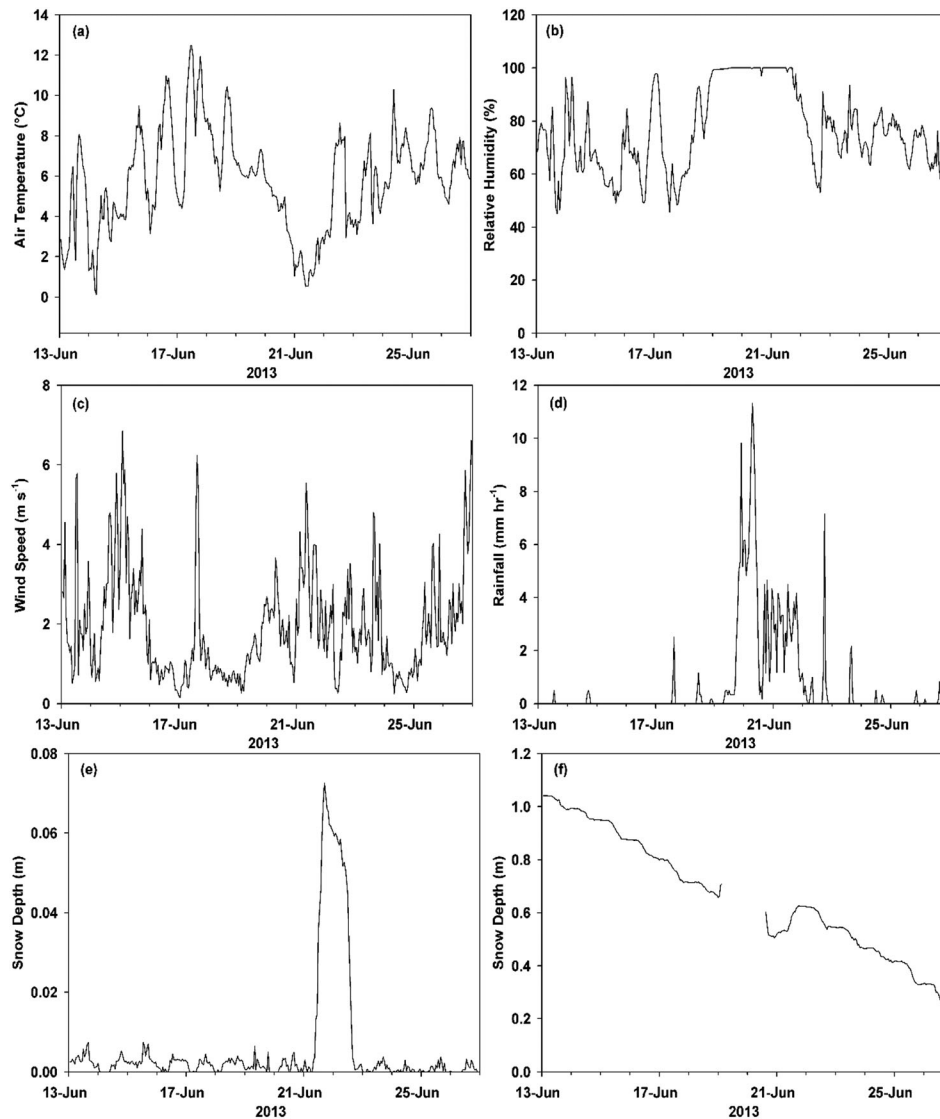 (a)
Air Temperature (°C)
14
12
10
8
6
4
2
0
13-Jun 17-Jun 21-Jun 25-Jun
2013
(b)
Relative Humidity (%)
120
100
80
60
40
20
0
13-Jun 17-Jun 21-Jun 25-Jun
2013
(c)
Wind Speed (m s⁻¹)
8
6
4
2
0
13-Jun 17-Jun 21-Jun 25-Jun
2013
(d)
Rainfall (mm hr⁻¹)
12
10
8
6
4
2
0
13-Jun 17-Jun 21-Jun 25-Jun
2013
(e)
Snow Depth (m)
0.08
0.06
0.04
0.02
0.00
13-Jun 17-Jun 21-Jun 25-Jun
2013
(f)
Snow Depth (m)
1.2
1.0
0.8
0.6
0.4
0.2
0.0
13-Jun 17-Jun 21-Jun 25-Jun
2013